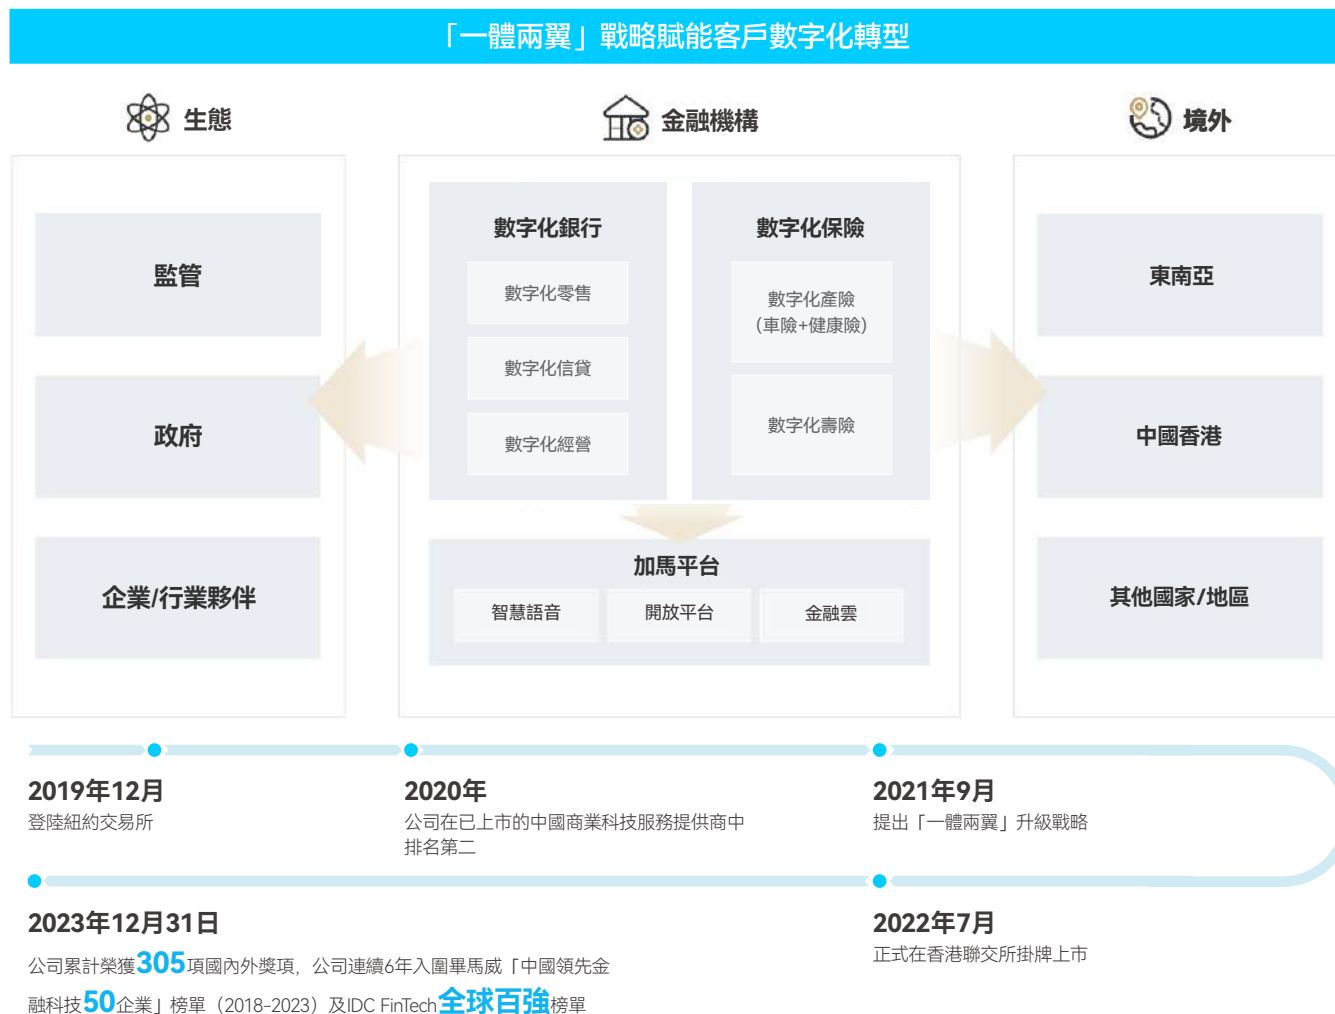 「一體兩翼」戰略賦能客戶數字化轉型
生態
監管
政府
企業/行業夥伴
金融機構
數字化銀行
數字化零售
數字化信貸
數字化經營
數字化保險
數字化產險
(車險+健康險)
數字化壽險
加馬平台
智慧語音
開放平台
金融雲
境外
東南亞
中國香港
其他國家/地區
2019年12月
登陸紐約交易所
2020年
公司在已上市的中國商業科技服務提供商中
排名第二
2021年9月
提出「一體兩翼」升級戰略
2022年7月
正式在香港聯交所掛牌上市
2023年12月31日
公司累計榮獲305項國內外獎項，公司連續6年入圍畢馬威「中國領先金
融科技50企業」榜單（2018-2023）及IDC FinTech全球百強榜單